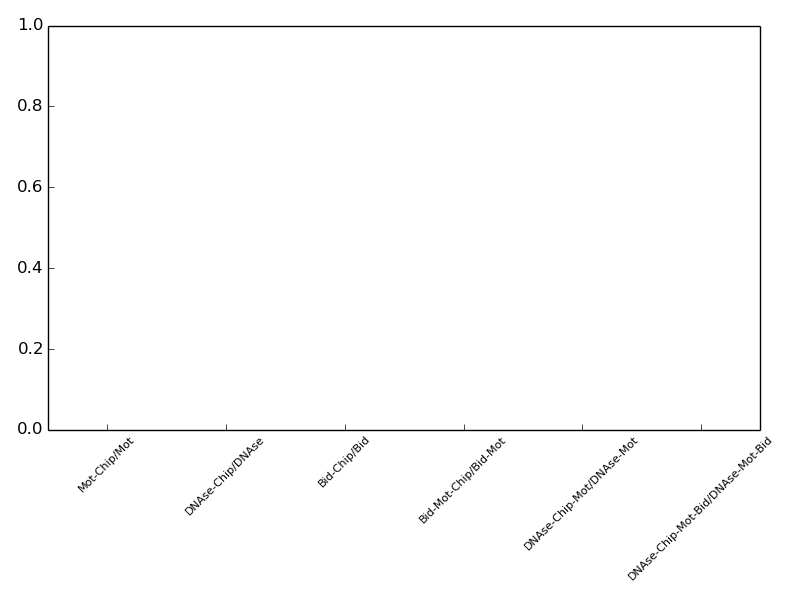 1.0
0.8
0.6
0.4
0.2
0.0
Mot-Chip/Mot
DNAse-Chip/DNAse
Bid-Chip/Bid
Bid-Mot-Chip/Bid-Mot
DNAse-Chip-Mot/DNAse-Mot
DNAse-Chip-Mot-Bid/DNAse-Mot-Bid